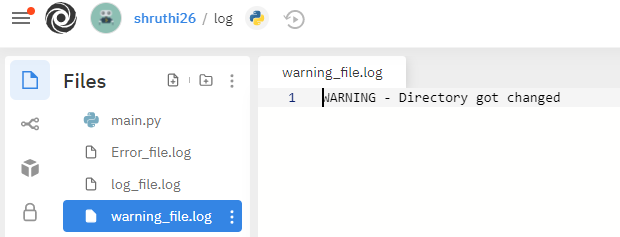 shruthi26 / log
Files
main.py
Error_file.log
log_file.log
warning_file.log
warning_file.log
1 WARNING - Directory got changed